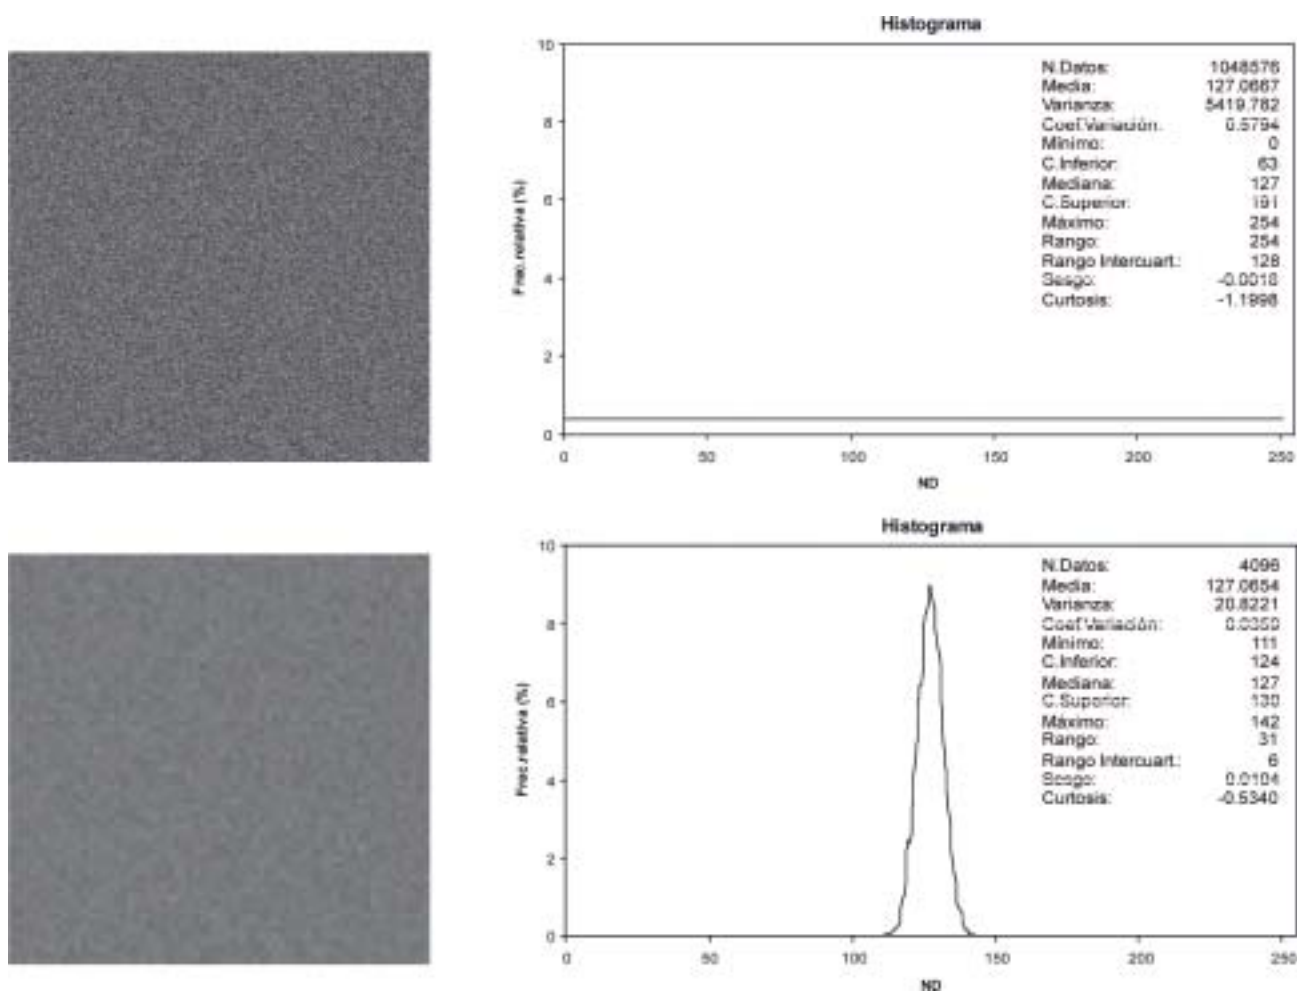 Histograma
10
8
6
4
2
0
Frec.relativa (%)
0 50 100 150 200 250
ND
N.Datos: 1048576
Media: 127.0667
Varianza: 5419.782
Coef.Variación: 0.5794
Mínimo: 0
C.Inferior: 63
Mediana: 127
C.Superior: 191
Máximo: 254
Rango: 254
Rango Intercuart.: 128
Sesgo: -0.0018
Curtosis: -1.1998
Histograma
10
8
6
4
2
0
Frec.relativa (%)
0 50 100 150 200 250
ND
N.Datos: 4096
Media: 127.0654
Varianza: 20.8221
Coef.Variación:
Mínimo: 111
C.Inferior: 124
Mediana: 127
C.Superior: 130
Máximo: 142
Rango: 31
Rango Intercuart.: 6
Sesgo: 0.0104
Curtosis: -0.5340